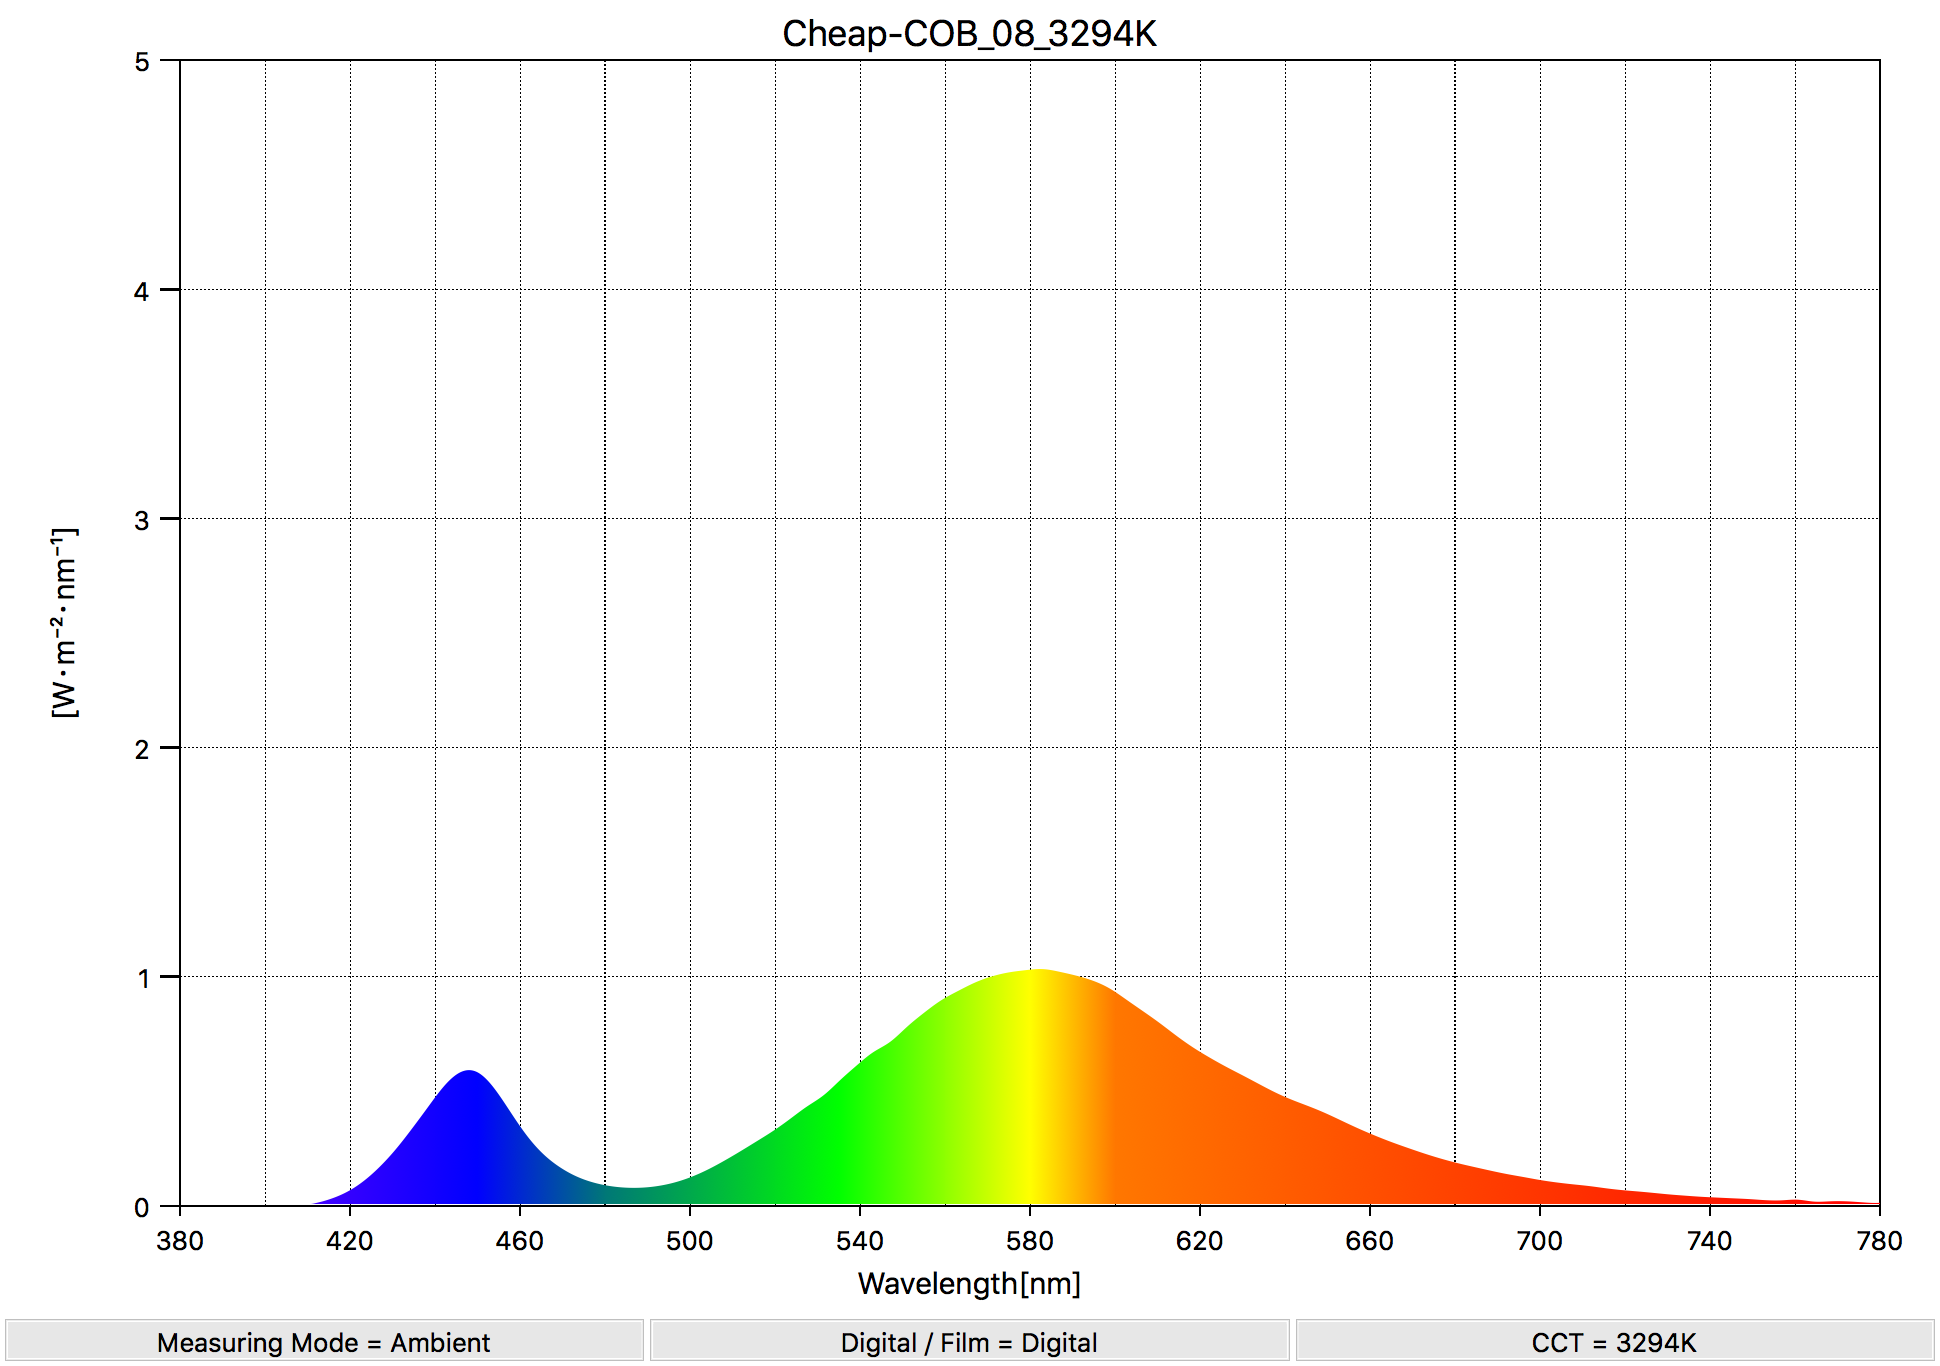 Cheap-COB_08_3294K
5
4
3
2
1
0
[W·m⁻²·nm⁻¹]
380 420 460 500 540 580 620 660 700 740 780
Wavelength[nm]
Measuring Mode = Ambient
Digital / Film = Digital
CCT = 3294K